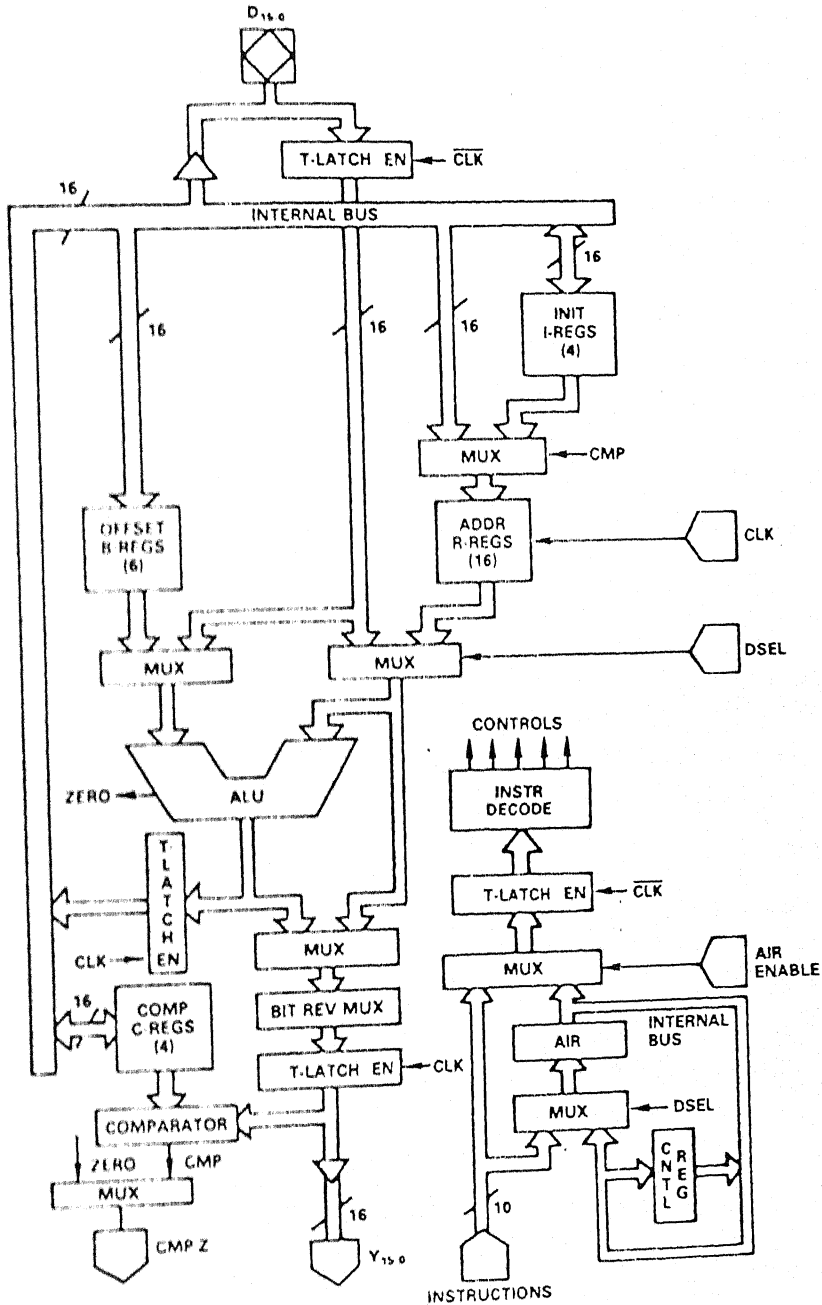 D15-0
T-LATCH EN
CLK
16
INTERNAL BUS
16
16
16
16
INIT
I-REGS
(4)
MUX
CMP
OFFSET
B-REGS
(6)
ADDR
R-REGS
(16)
CLK
MUX
MUX
DSEL
CONTROLS
ZERO
ALU
INSTR
DECODE
T-LATCH
EN
CLK
T-LATCH EN
CLK
MUX
MUX
AIR
ENABLE
16
COMP
C-REGS
(4)
BIT REV MUX
INTERNAL
BUS
AIR
T-LATCH EN
CLK
COMPARATOR
MUX
DSEL
ZERO
CMP
MUX
CNTL
REG
16
10
CMP Z
Y15-0
INSTRUCTIONS